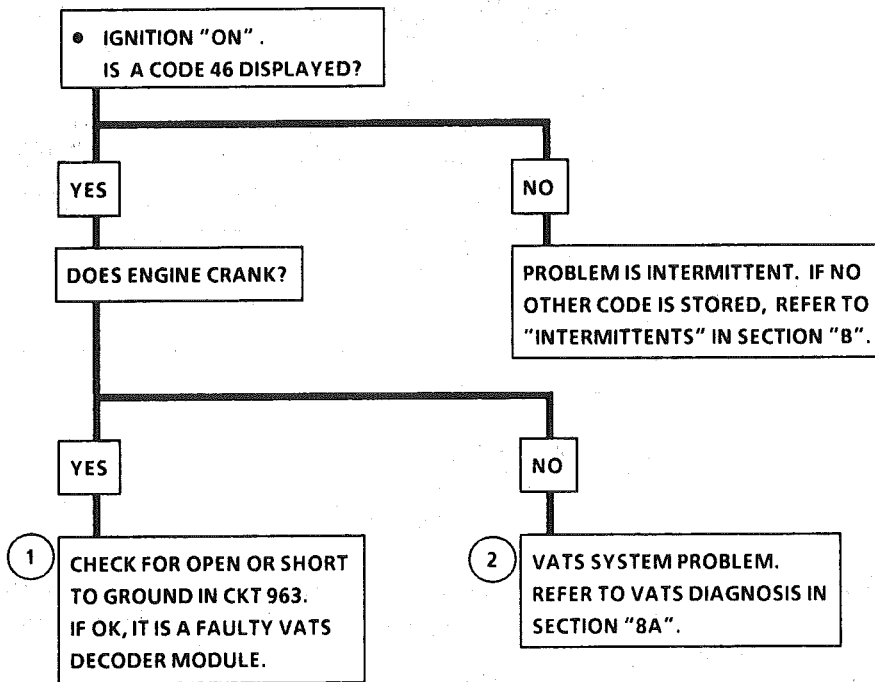 • IGNITION "ON" .
IS A CODE 46 DISPLAYED?
YES
NO
DOES ENGINE CRANK?
PROBLEM IS INTERMITTENT. IF NO
OTHER CODE IS STORED, REFER TO
"INTERMITTENTS" IN SECTION "B".
YES
NO
1
CHECK FOR OPEN OR SHORT
TO GROUND IN CKT 963.
IF OK, IT IS A FAULTY VATS
DECODER MODULE.
2
VATS SYSTEM PROBLEM.
REFER TO VATS DIAGNOSIS IN
SECTION "8A".